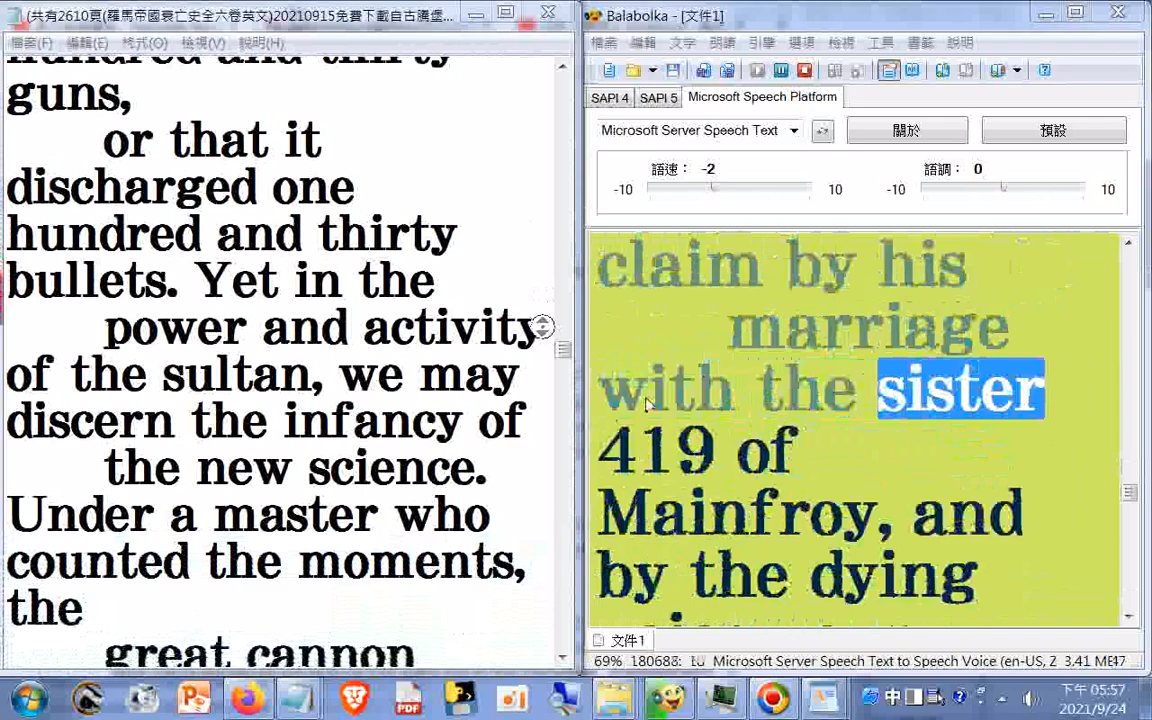 (共有2610頁(羅馬帝國衰亡史全六卷英文)20210915免費下載自古騰堡...
檔案(F) 編輯(E) 格式(O) 檢視(V) 說明(H)
hundred and thirty
guns,
or that it
discharged one
hundred and thirty
bullets. Yet in the
power and activity
of the sultan, we may
discern the infancy of
the new science.
Under a master who
counted the moments,
the
great cannon
Balabolka - [文件1]
檔案 編輯 文字 朗讀 引擎 選項 檢視 工具 書籤 說明
SAPI 4 SAPI 5 Microsoft Speech Platform
Microsoft Server Speech Text 關於 預設
語速： -2 語調： 0
-10 10 -10 10
claim by his
marriage
with the sister
419 of
Mainfroy, and
by the dying
文件1
69% 180688: Microsoft Server Speech Text to Speech Voice (en-US, Z 3.41 ME47
中
下午 05:57
2021/9/24